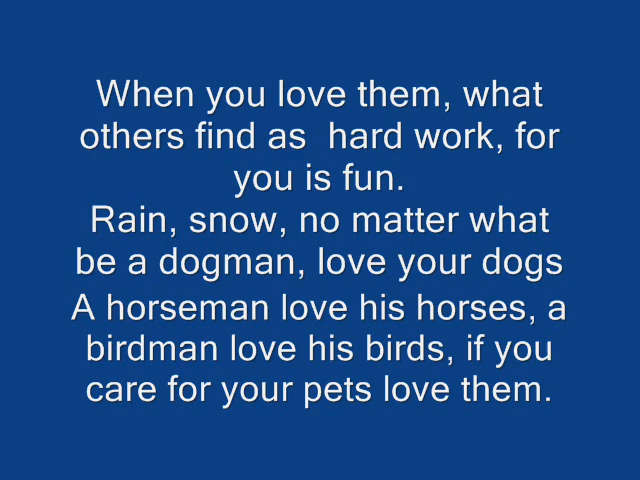 When you love them, what
others find as  hard work, for
you is fun.
Rain, snow, no matter what
be a dogman, love your dogs
A horseman love his horses, a
birdman love his birds, if you
care for your pets love them.